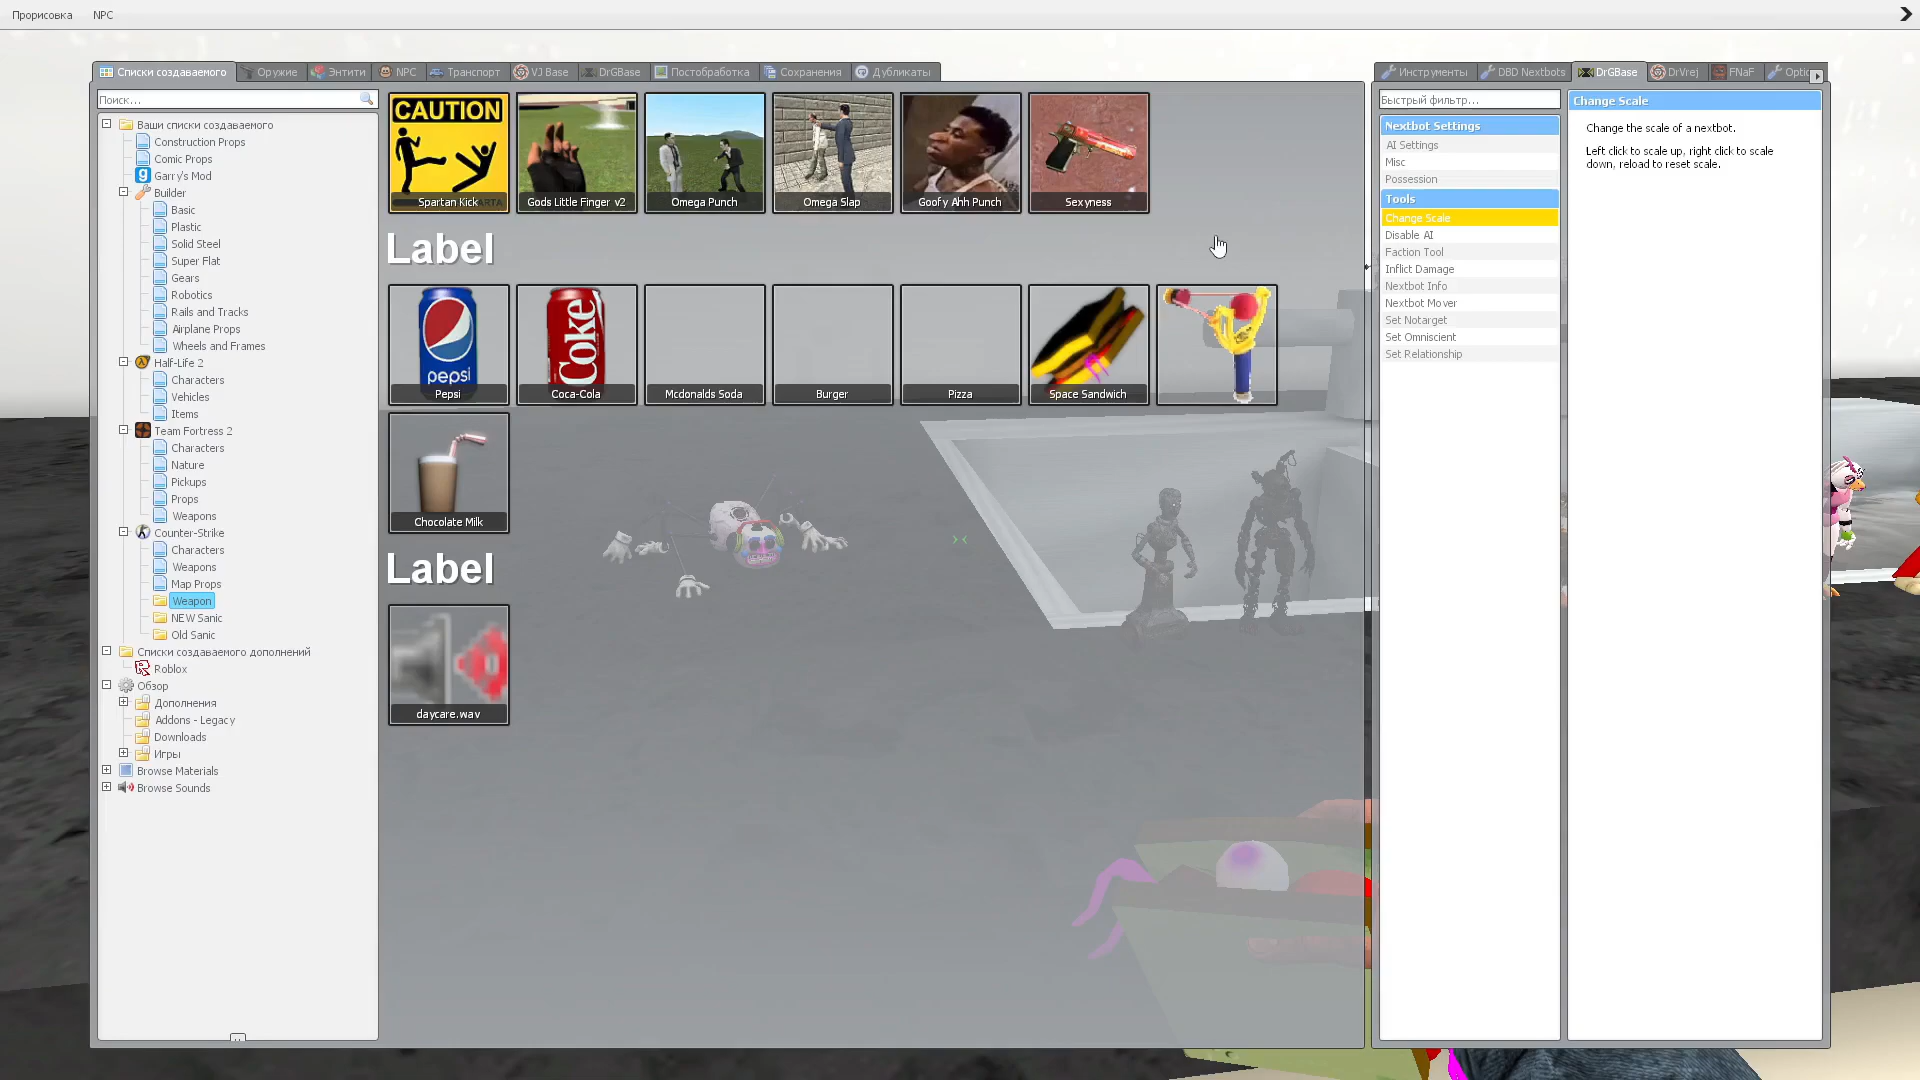 Прорисовка NPC
Списки создаваемого Оружие Энтити NPC Транспорт VJ Base DrGBase Постобработка Сохранения Дубликаты
Поиск...
Ваши списки создаваемого
Construction Props
Comic Props
Garry's Mod
Builder
Basic
Plastic
Solid Steel
Super Flat
Gears
Robotics
Rails and Tracks
Airplane Props
Wheels and Frames
Half-Life 2
Characters
Vehicles
Items
Team Fortress 2
Characters
Nature
Pickups
Props
Weapons
Counter-Strike
Characters
Weapons
Map Props
Weapon
NEW Sanic
Old Sanic
Списки создаваемого дополнений
Roblox
Обзор
Дополнения
Addons - Legacy
Downloads
Игры
Browse Materials
Browse Sounds
CAUTION
Spartan Kick
Gods Little Finger v2
Omega Punch
Omega Slap
Goofy Ahh Punch
Sexyness
Label
pepsi
Pepsi
Coke
Coca-Cola
Mcdonalds Soda
Burger
Pizza
Space Sandwich
Chocolate Milk
Label
daycare.wav
Инструменты DBD Nextbots DrGBase DrVrej FNaF Optio
Быстрый фильтр...
Nextbot Settings
AI Settings
Misc
Possession
Tools
Change Scale
Disable AI
Faction Tool
Inflict Damage
Nextbot Info
Nextbot Mover
Set Notarget
Set Omniscient
Set Relationship
Change Scale
Change the scale of a nextbot.
Left click to scale up, right click to scale
down, reload to reset scale.